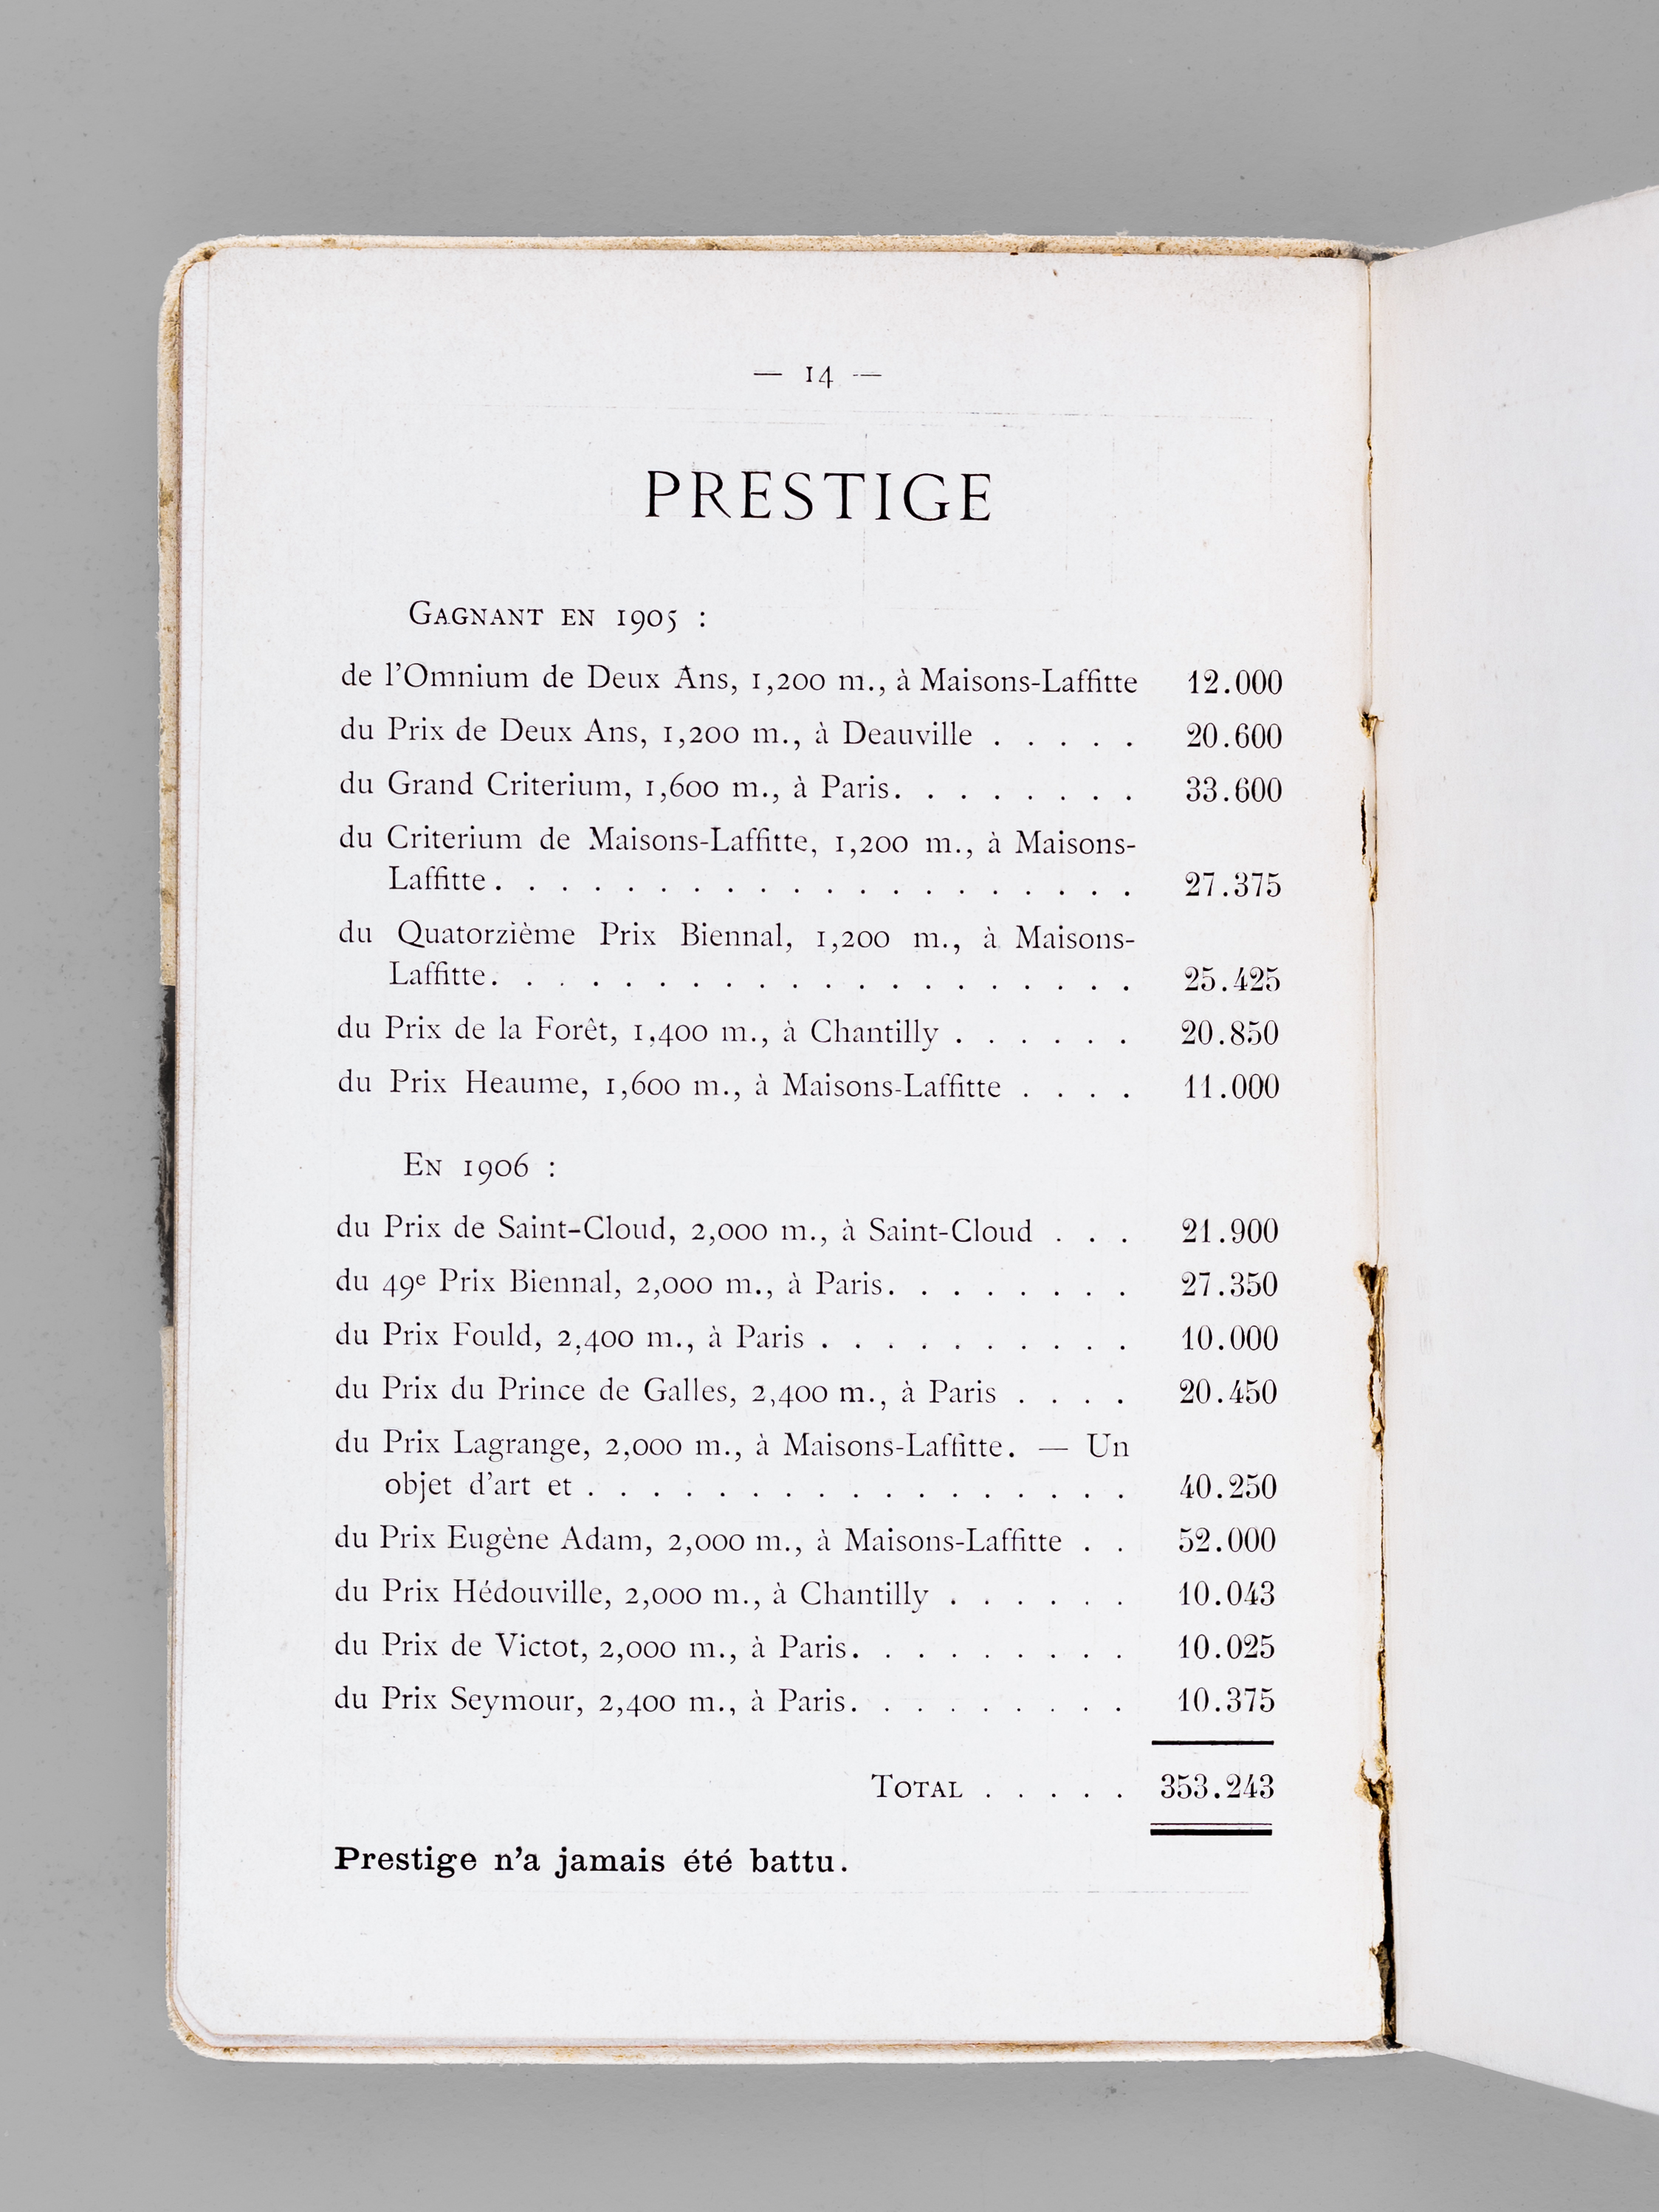 — 14 —
PRESTIGE
Gagnant en 1905 :
de l'Omnium de Deux Ans, 1,200 m., à Maisons-Laffitte 12.000
du Prix de Deux Ans, 1,200 m., à Deauville . . . . . 20.600
du Grand Criterium, 1,600 m., à Paris. . . . . . . . 33.600
du Criterium de Maisons-Laffitte, 1,200 m., à Maisons-
Laffitte. . . . . . . . . . . . . . . . . . . . 27.375
du Quatorzième Prix Biennal, 1,200 m., à Maisons-
Laffitte. . . . . . . . . . . . . . . . . . . . 25.425
du Prix de la Forêt, 1,400 m., à Chantilly . . . . . . 20.850
du Prix Heaume, 1,600 m., à Maisons-Laffitte . . . . 11.000
En 1906 :
du Prix de Saint-Cloud, 2,000 m., à Saint-Cloud . . . 21.900
du 49e Prix Biennal, 2,000 m., à Paris. . . . . . . . 27.350
du Prix Fould, 2,400 m., à Paris . . . . . . . . . . 10.000
du Prix du Prince de Galles, 2,400 m., à Paris . . . . 20.450
du Prix Lagrange, 2,000 m., à Maisons-Laffitte. — Un
objet d'art et . . . . . . . . . . . . . . . . . 40.250
du Prix Eugène Adam, 2,000 m., à Maisons-Laffitte . . 52.000
du Prix Hédouville, 2,000 m., à Chantilly . . . . . . 10.043
du Prix de Victot, 2,000 m., à Paris. . . . . . . . . 10.025
du Prix Seymour, 2,400 m., à Paris. . . . . . . . . 10.375
Total . . . . . 353.243
Prestige n'a jamais été battu.